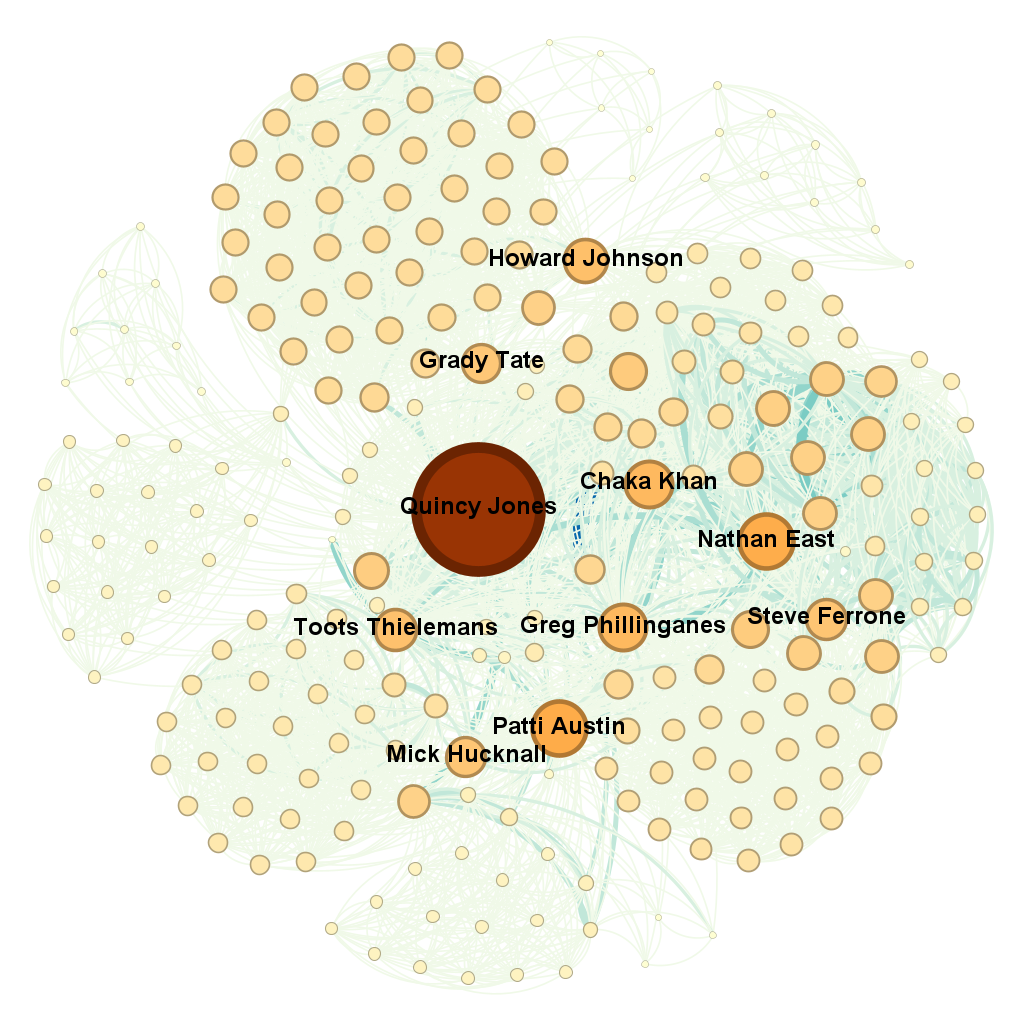 Howard Johnson
Grady Tate
Chaka Khan
Quincy Jones
Nathan East
Steve Ferrone
Toots Thielemans
Greg Phillinganes
Patti Austin
Mick Hucknall